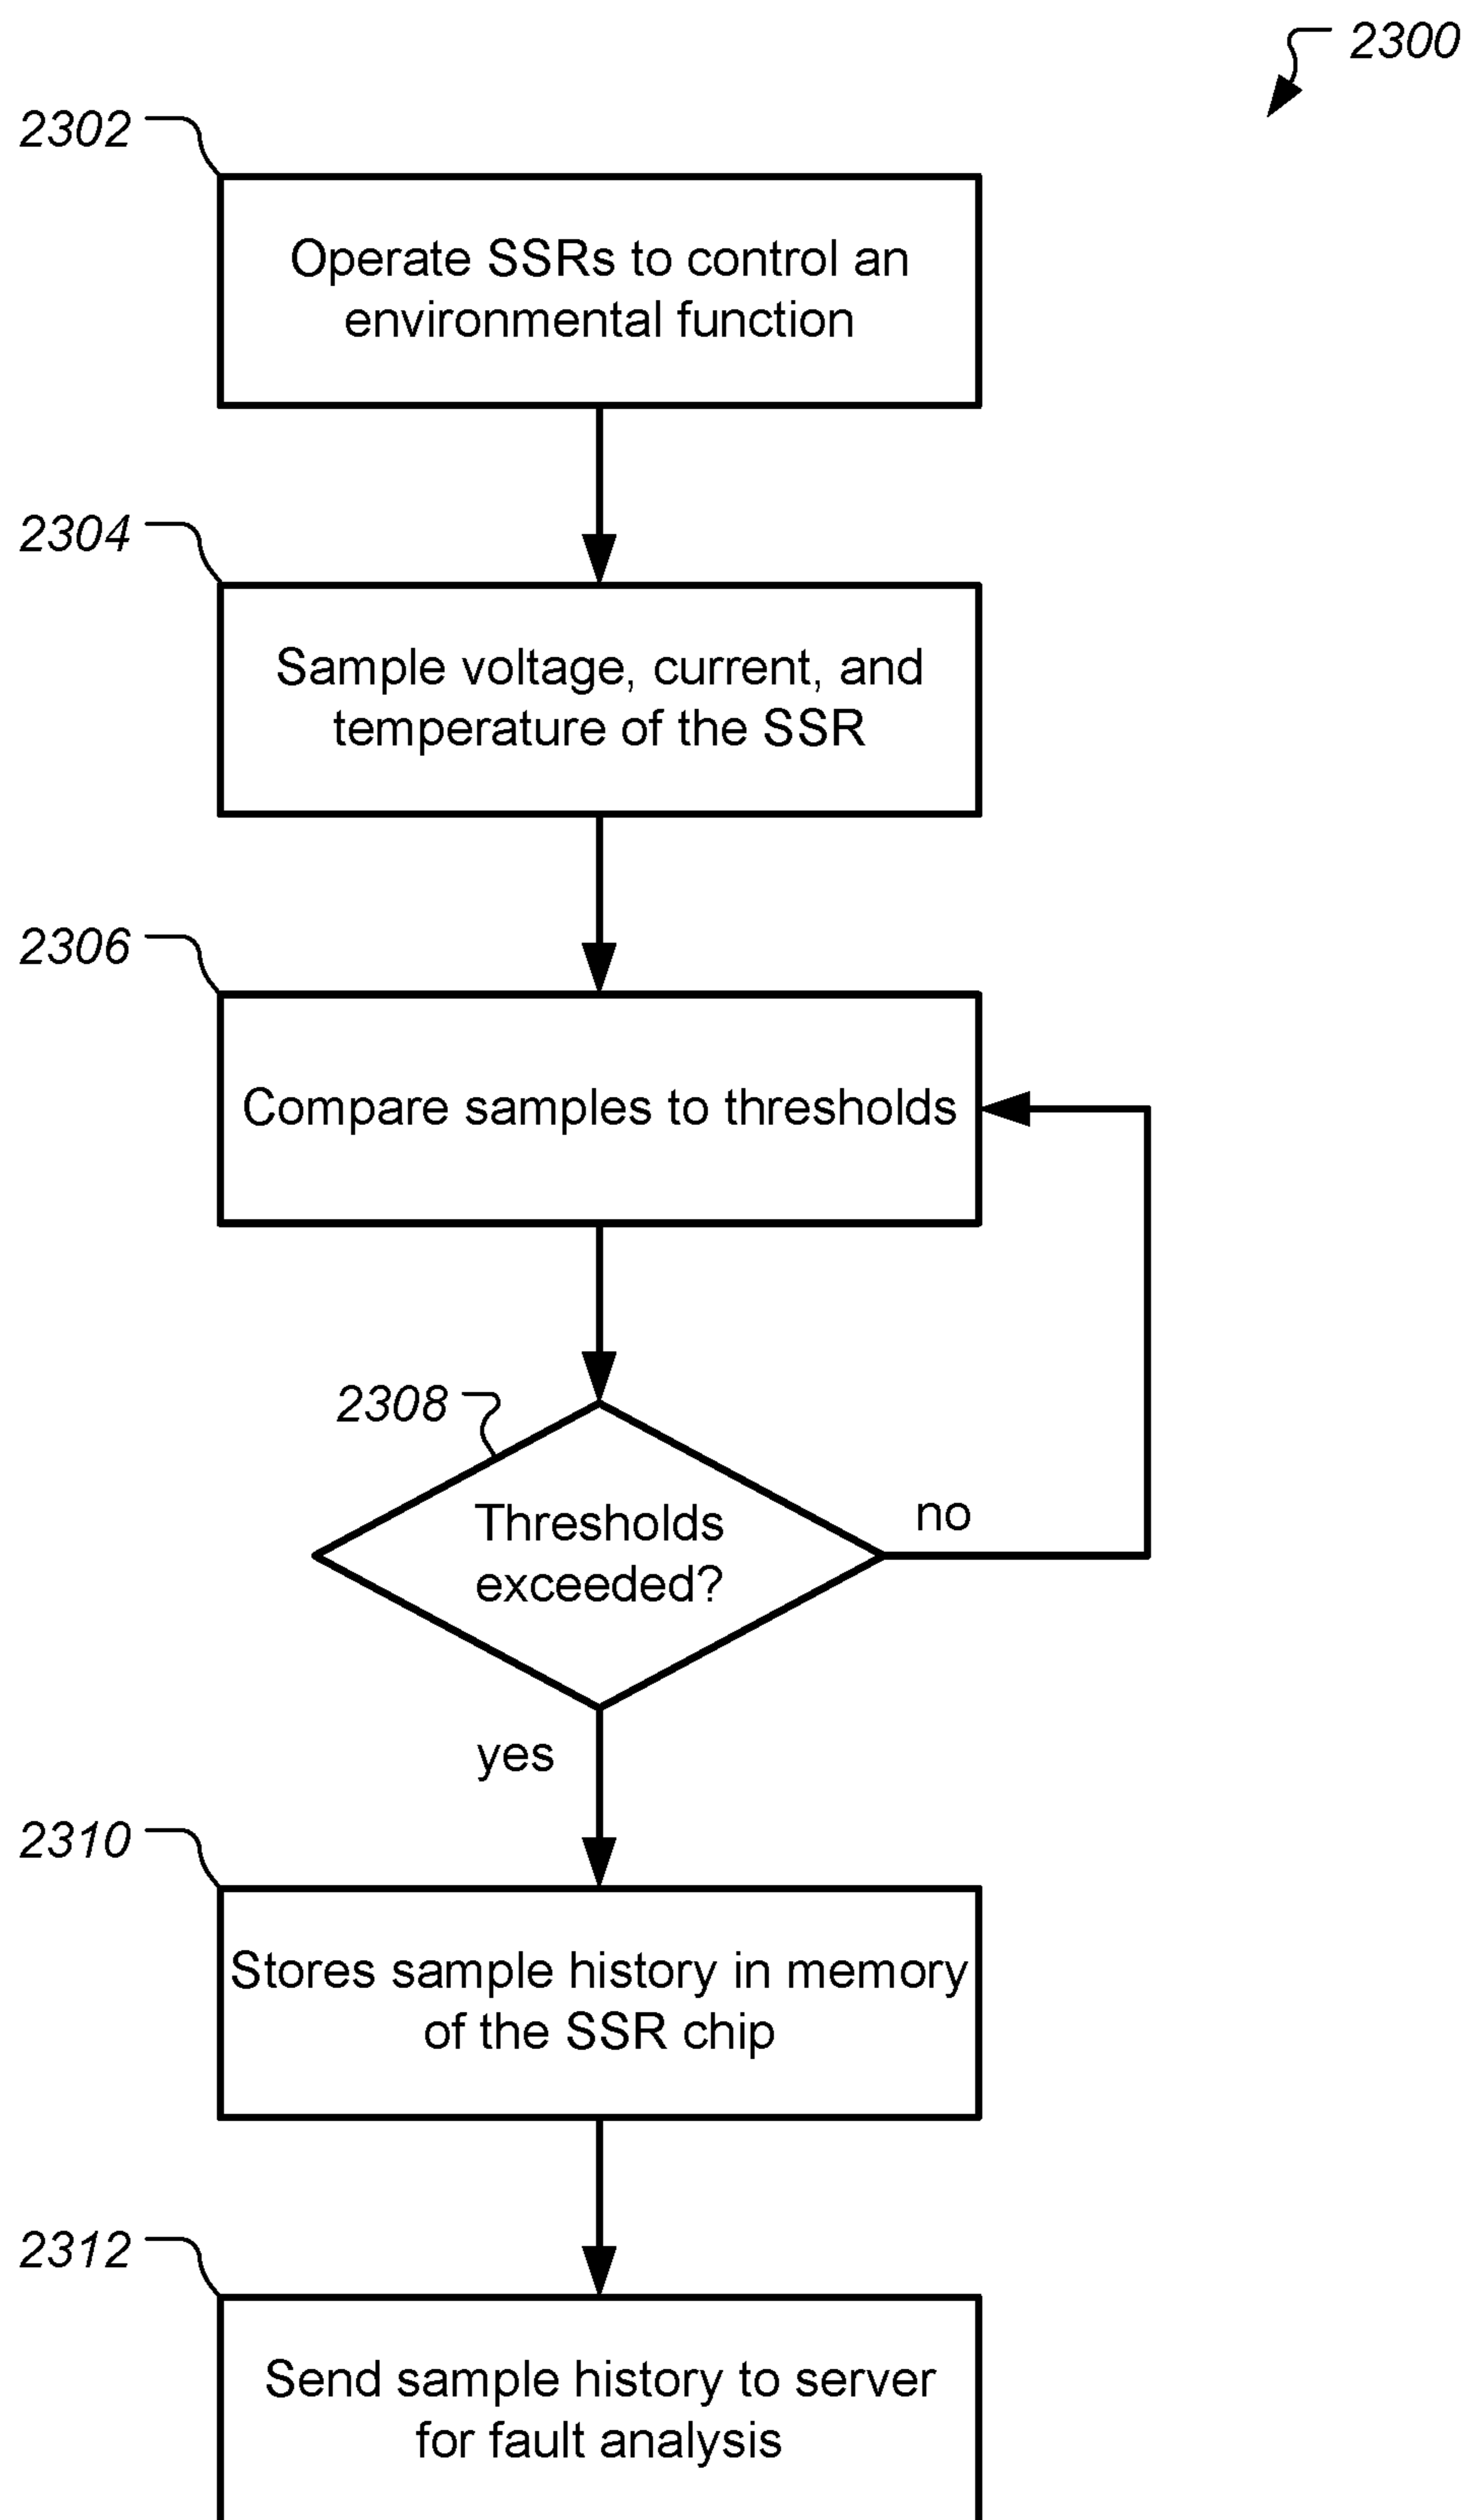 2300
2302
Operate SSRs to control an
environmental function
2304
Sample voltage, current, and
temperature of the SSR
2306
Compare samples to thresholds
2308
Thresholds
exceeded?
no
yes
2310
Stores sample history in memory
of the SSR chip
2312
Send sample history to server
for fault analysis